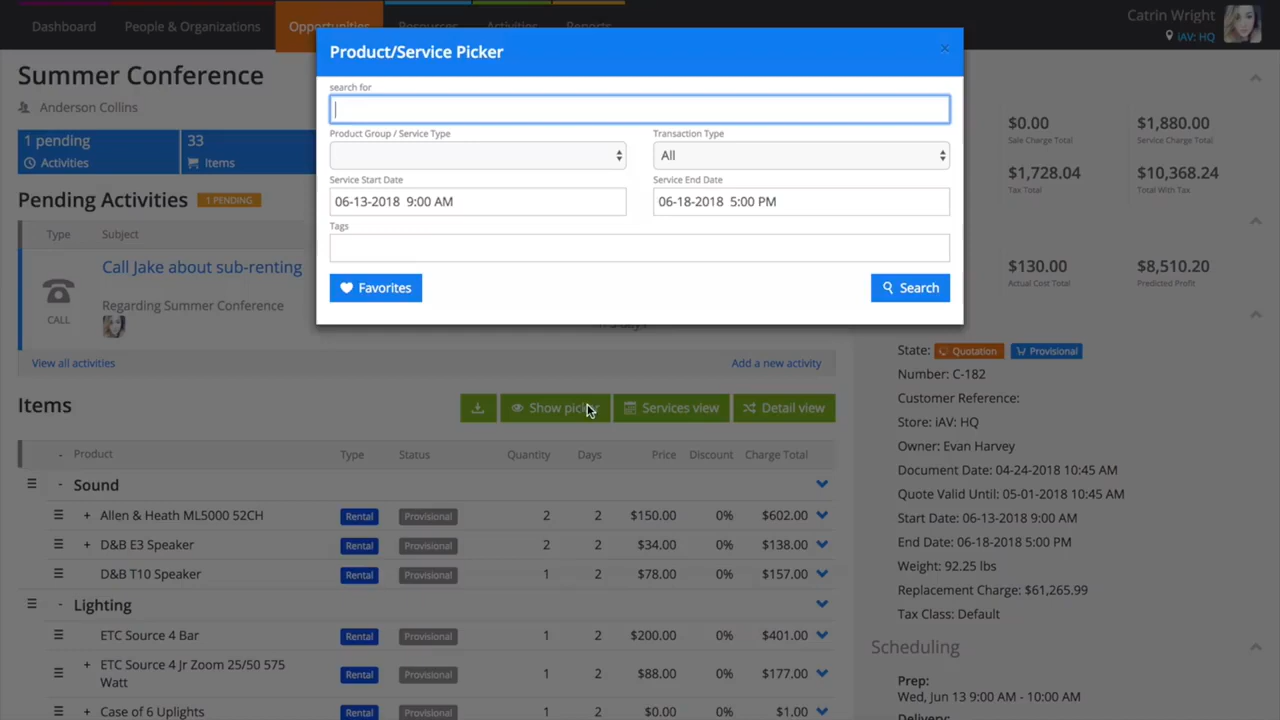 Dashboard
People & Organizations
Opportunities
Resources
Activities
Reports
Catrin Wright
iAV: HQ
Summer Conference
Anderson Collins
1 pending
Activities
33
Items
Pending Activities
1 PENDING
Type
Subject
CALL
Call Jake about sub-renting
Regarding Summer Conference
View all activities
Add a new activity
Product/Service Picker
×
search for
Product Group / Service Type
Transaction Type
All
Service Start Date
Service End Date
06-13-2018 9:00 AM
06-18-2018 5:00 PM
Tags
Favorites
Search
Items
Show picker
Services view
Detail view
- Product Type Status Quantity Days Price Discount Charge Total
- Sound
+ Allen & Heath ML5000 52CH Rental Provisional 2 2 $150.00 0% $602.00
+ D&B E3 Speaker Rental Provisional 2 2 $34.00 0% $138.00
D&B T10 Speaker Rental Provisional 1 2 $78.00 0% $157.00
- Lighting
ETC Source 4 Bar Rental Provisional 1 2 $200.00 0% $401.00
+ ETC Source 4 Jr Zoom 25/50 575
Watt Rental Provisional 1 2 $88.00 0% $177.00
+ Case of 6 Uplights Rental Provisional 1 2 $0.00 0% $1.00
$0.00
Sale Charge Total
$1,880.00
Service Charge Total
$1,728.04
Tax Total
$10,368.24
Total With Tax
$130.00
Actual Cost Total
$8,510.20
Predicted Profit
State: Quotation Provisional
Number: C-182
Customer Reference:
Store: iAV: HQ
Owner: Evan Harvey
Document Date: 04-24-2018 10:45 AM
Quote Valid Until: 05-01-2018 10:45 AM
Start Date: 06-13-2018 9:00 AM
End Date: 06-18-2018 5:00 PM
Weight: 92.25 lbs
Replacement Charge: $61,265.99
Tax Class: Default
Scheduling
Prep:
Wed, Jun 13 9:00 AM - 10:00 AM
Delivery: